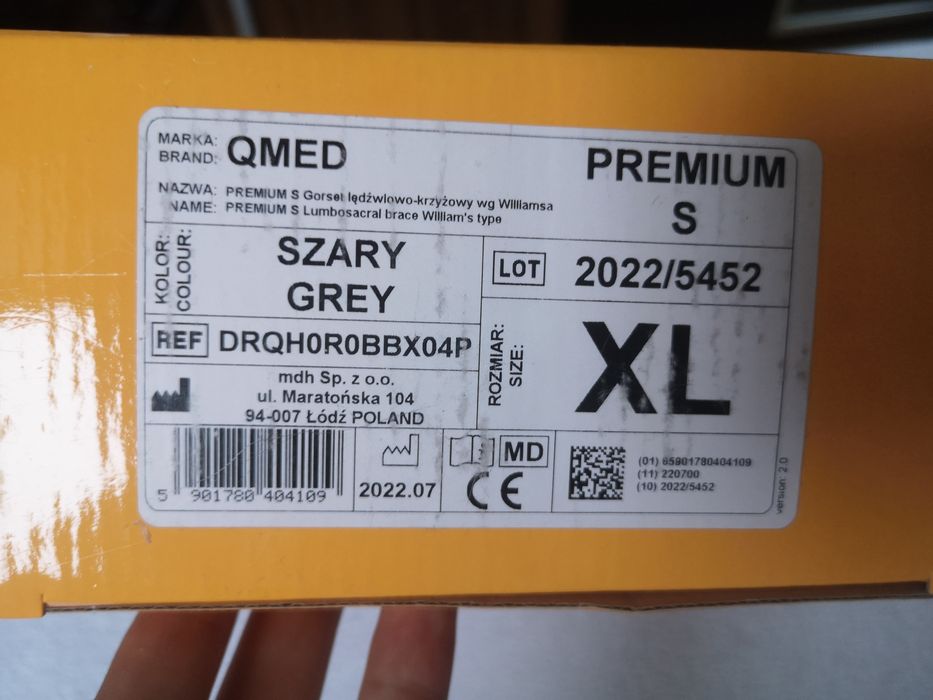 MARKA:
BRAND:
QMED
PREMIUM
S
NAZWA: PREMIUM S Gorset lędźwiowo-krzyżowy wg Williamsa
NAME: PREMIUM S Lumbosacral brace William's type
KOLOR:
COLOUR:
SZARY
GREY
LOT 2022/5452
REF DRQH0R0BBX04P
ROZMIAR:
SIZE:
XL
mdh Sp. z o.o.
ul. Maratońska 104
94-007 Łódź POLAND
5 901780 404109
2022.07
MD
CE
(01) 05901780404109
(11) 220700
(10) 2022/5452
version: 2.0